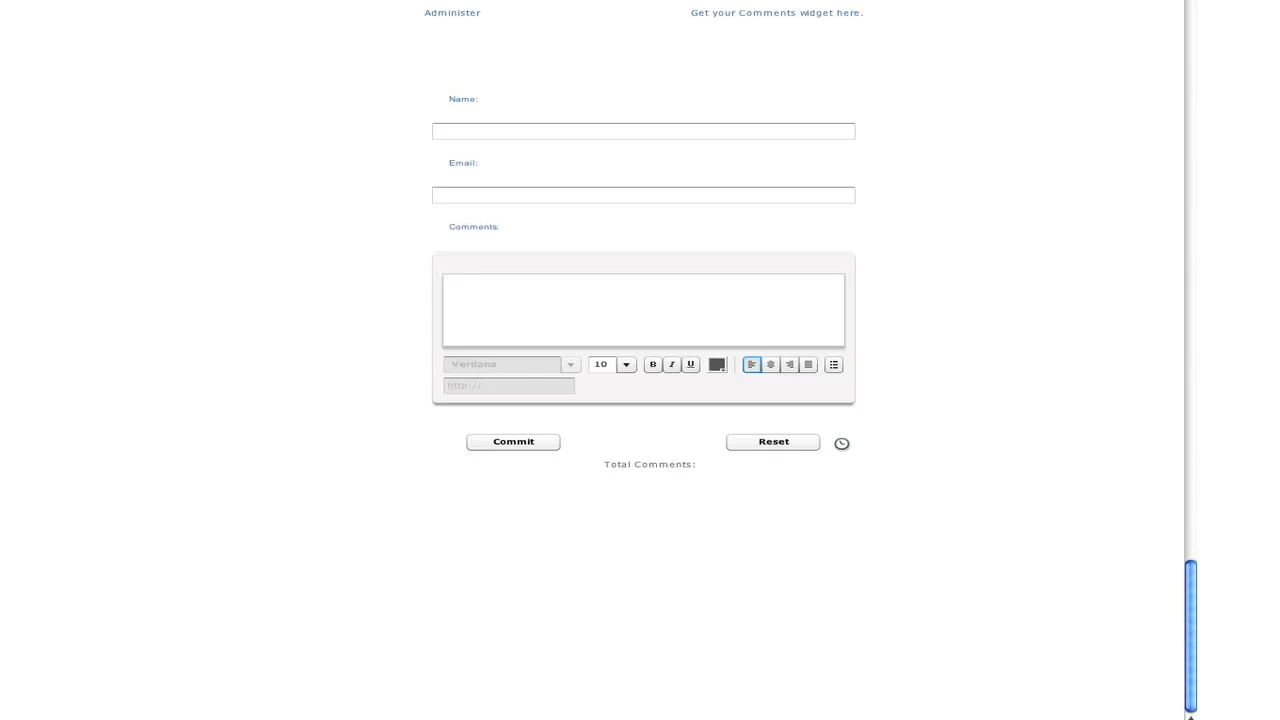 Administer Get your Comments widget here.
Name:
Email:
Comments:
Verdana 10 B I U
http://
Commit Reset
Total Comments: